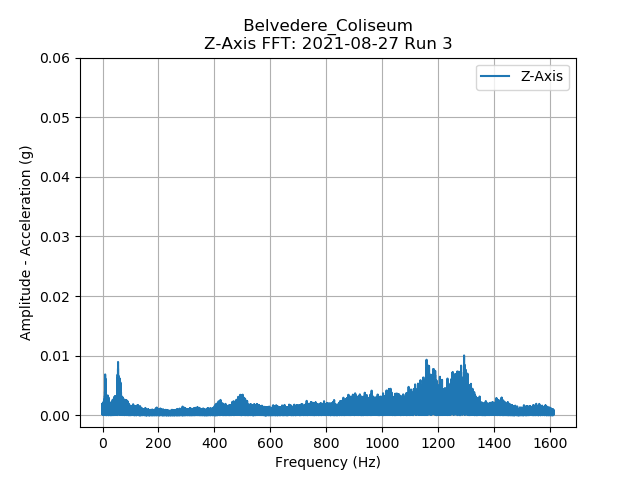 Belvedere_Coliseum
Z-Axis FFT: 2021-08-27 Run 3
Z-Axis
0.06
0.05
0.04
0.03
0.02
0.01
0.00
Amplitude - Acceleration (g)
0 200 400 600 800 1000 1200 1400 1600
Frequency (Hz)